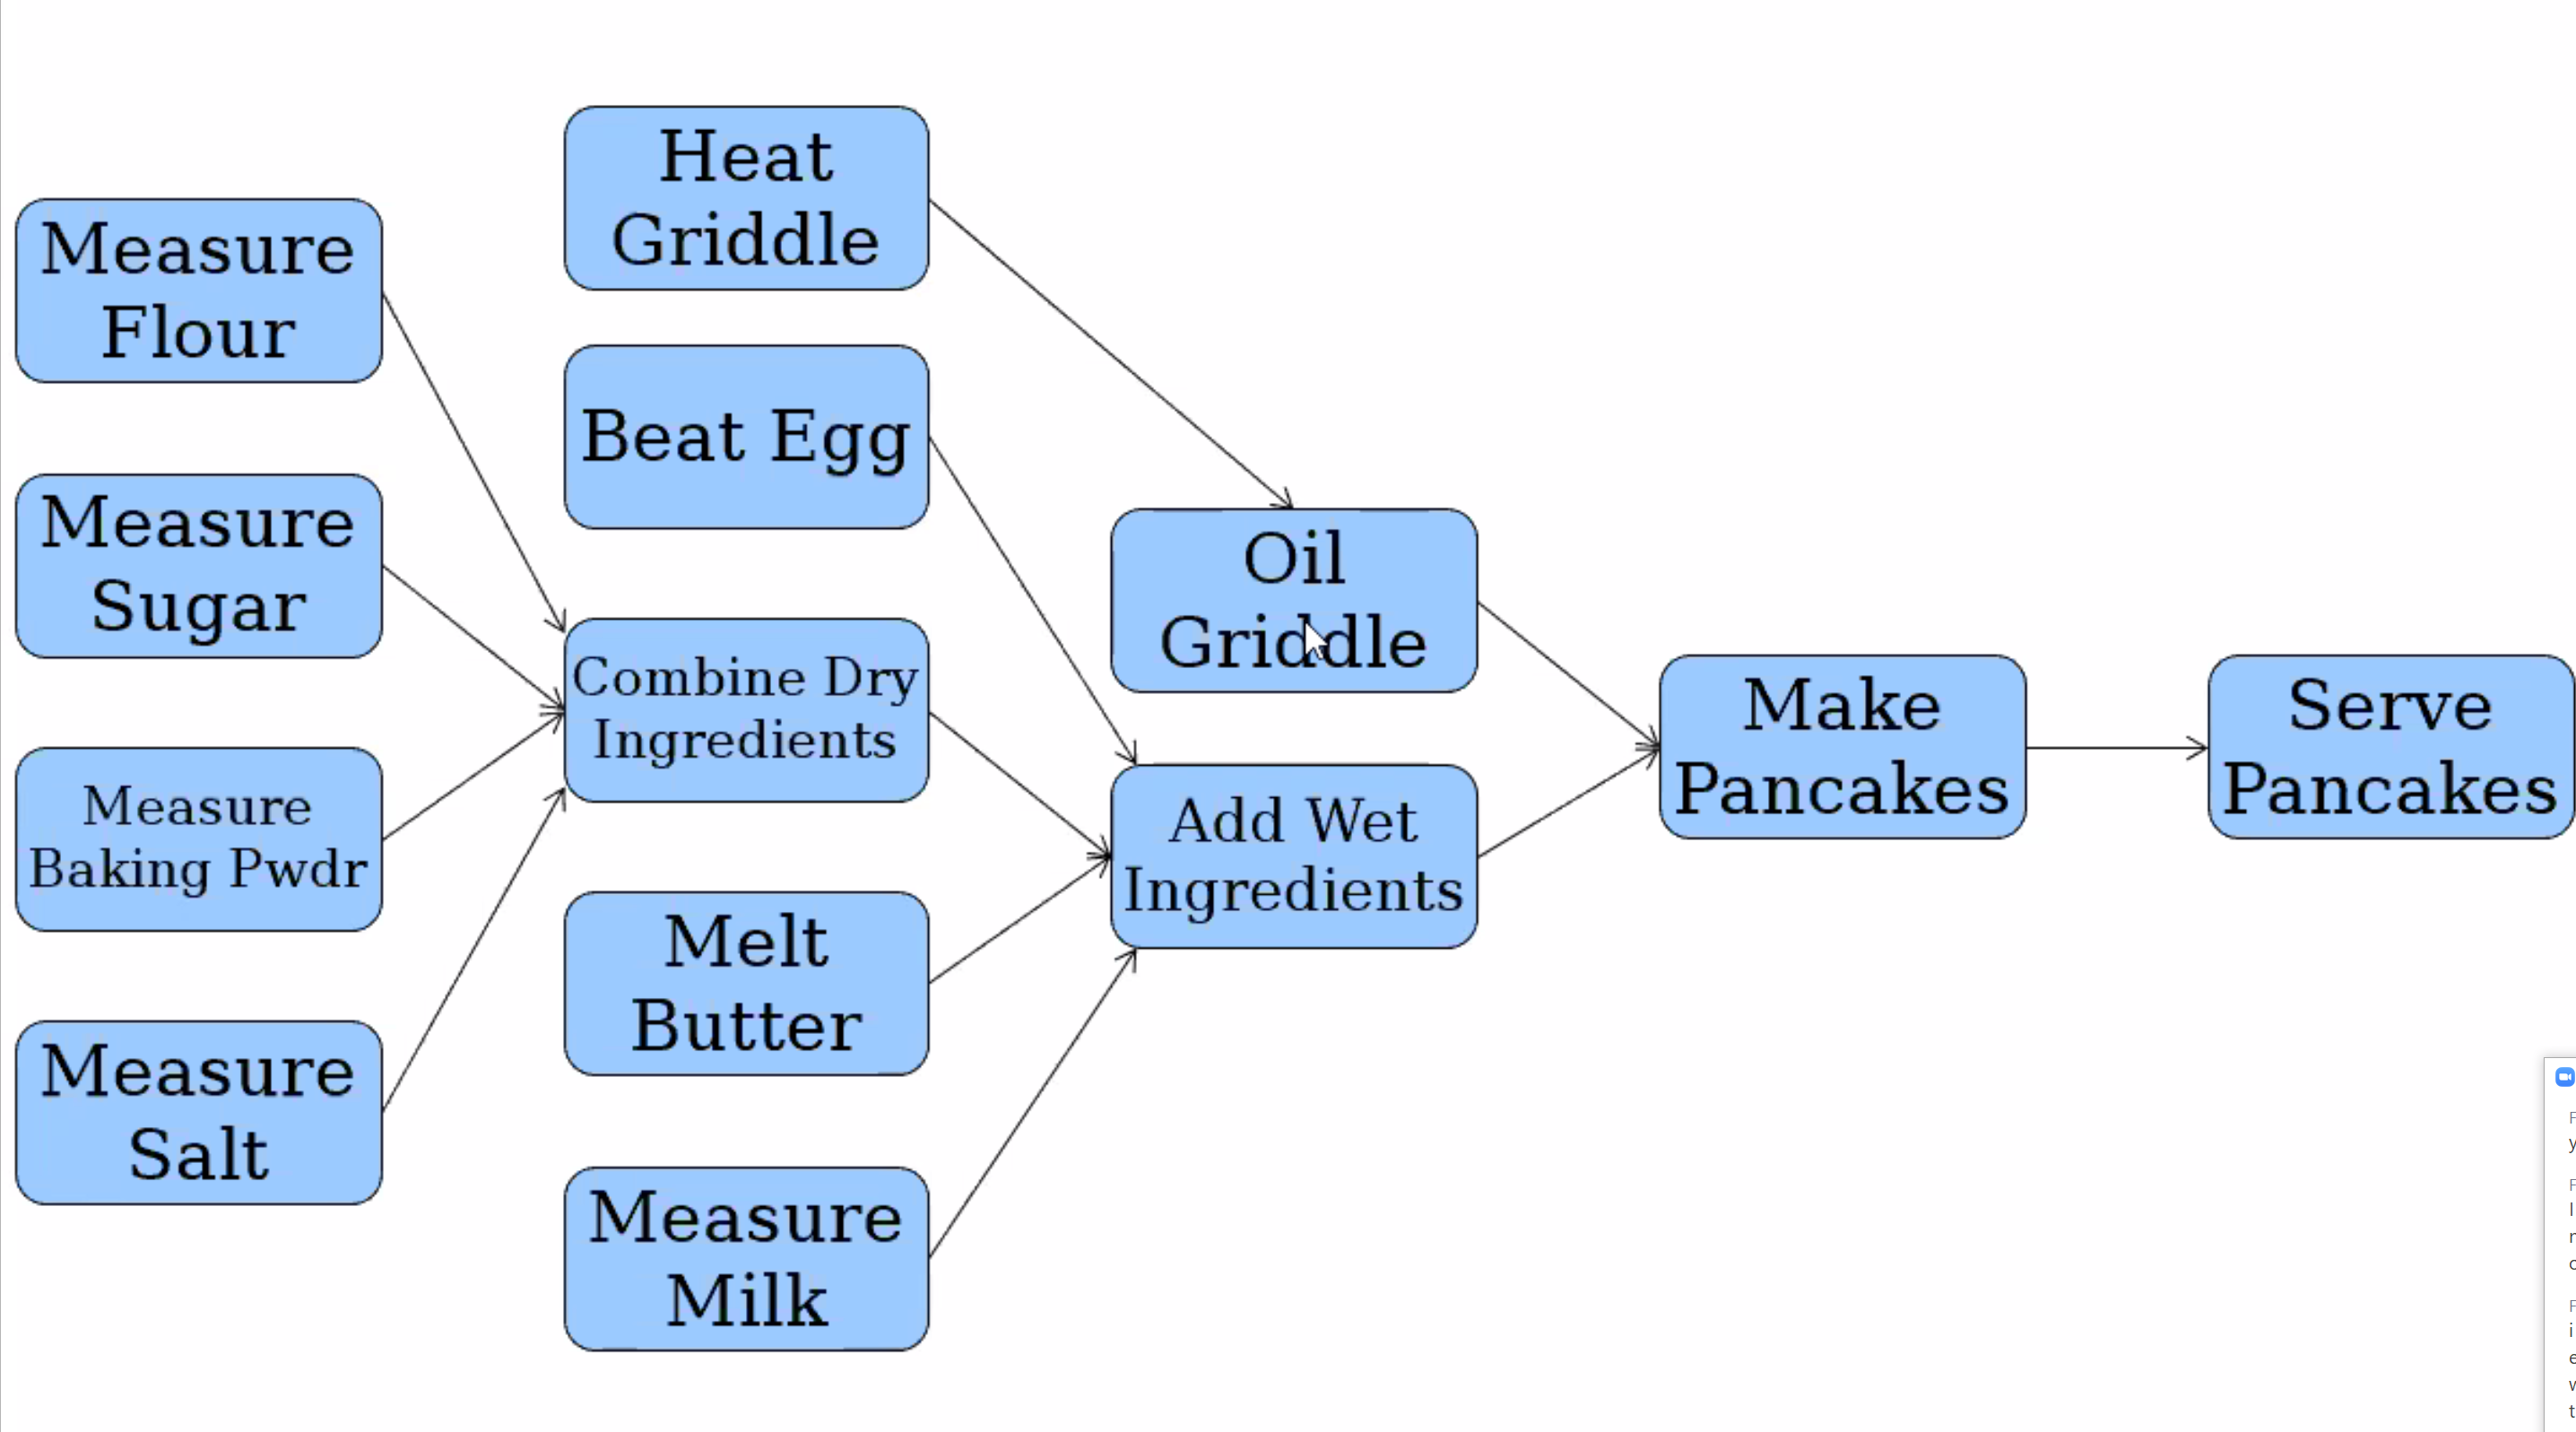 Measure
Flour
Measure
Sugar
Measure
Baking Pwdr
Measure
Salt
Heat
Griddle
Beat Egg
Combine Dry
Ingredients
Melt
Butter
Measure
Milk
Oil
Griddle
Add Wet
Ingredients
Make
Pancakes
Serve
Pancakes